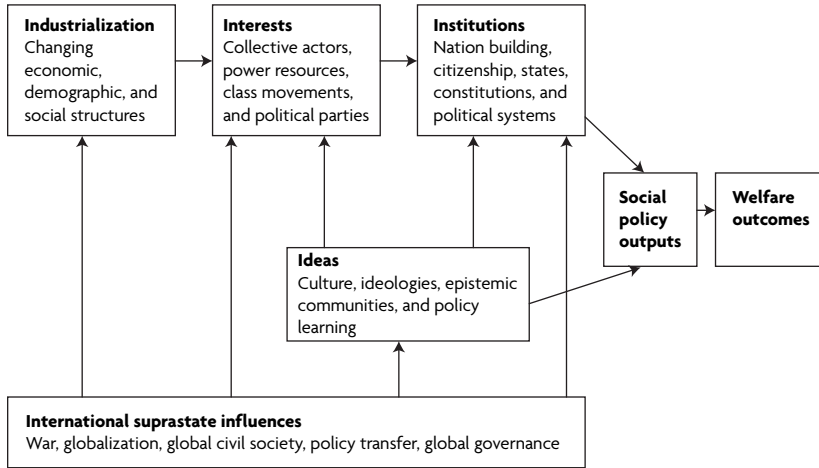 Industrialization
Changing
economic,
demographic, and
social structures
Interests
Collective actors,
power resources,
class movements,
and political parties
Institutions
Nation building,
citizenship, states,
constitutions, and
political systems
Social
policy
outputs
Welfare
outcomes
Ideas
Culture, ideologies, epistemic
communities, and policy
learning
International suprastate influences
War, globalization, global civil society, policy transfer, global governance